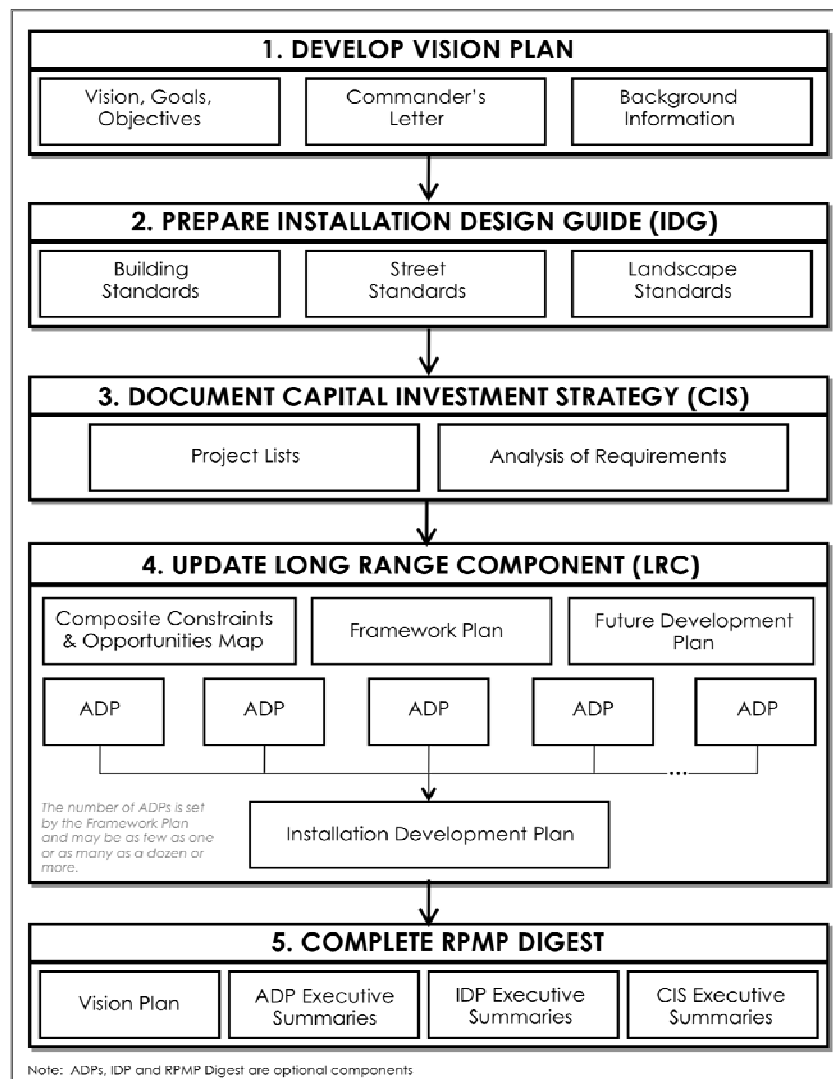 1. DEVELOP VISION PLAN
Vision, Goals,
Objectives
Commander's
Letter
Background
Information
2. PREPARE INSTALLATION DESIGN GUIDE (IDG)
Building
Standards
Street
Standards
Landscape
Standards
3. DOCUMENT CAPITAL INVESTMENT STRATEGY (CIS)
Project Lists
Analysis of Requirements
4. UPDATE LONG RANGE COMPONENT (LRC)
Composite Constraints
& Opportunities Map
Framework Plan
Future Development
Plan
ADP
ADP
ADP
ADP
ADP
...
The number of ADPs is set
by the Framework Plan
and may be as few as one
or as many as a dozen or
more.
Installation Development Plan
5. COMPLETE RPMP DIGEST
Vision Plan
ADP Executive
Summaries
IDP Executive
Summaries
CIS Executive
Summaries
Note: ADPs, IDP and RPMP Digest are optional components